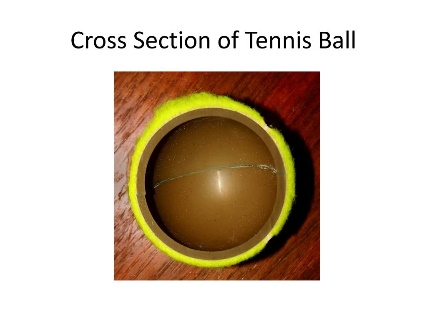 Cross Section of Tennis Ball